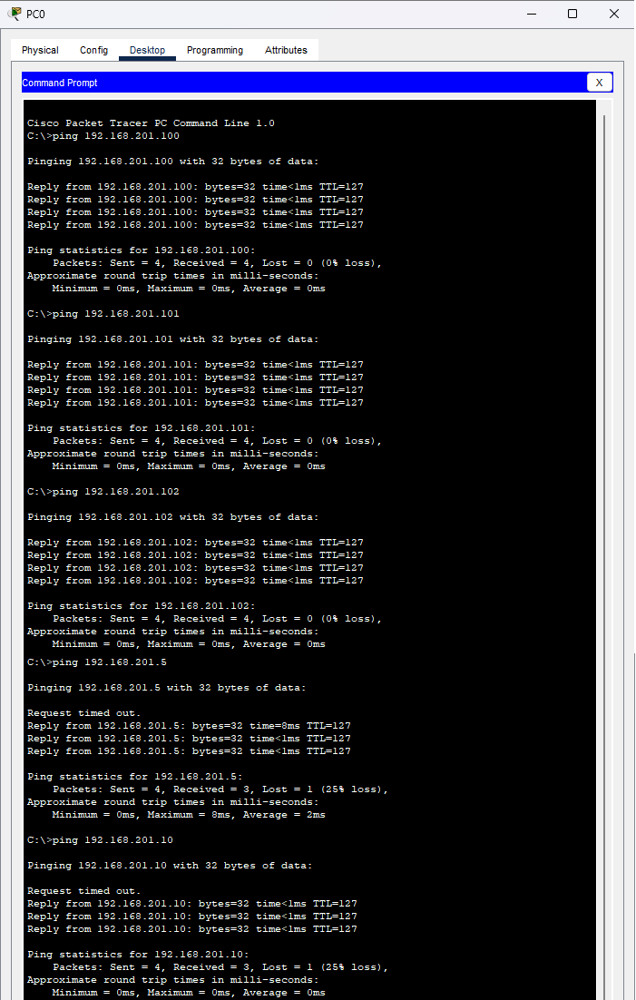 PC0
Physical Config Desktop Programming Attributes
Command Prompt X
Cisco Packet Tracer PC Command Line 1.0
C:\>ping 192.168.201.100
Pinging 192.168.201.100 with 32 bytes of data:
Reply from 192.168.201.100: bytes=32 time<1ms TTL=127
Reply from 192.168.201.100: bytes=32 time<1ms TTL=127
Reply from 192.168.201.100: bytes=32 time<1ms TTL=127
Reply from 192.168.201.100: bytes=32 time<1ms TTL=127
Ping statistics for 192.168.201.100:
    Packets: Sent = 4, Received = 4, Lost = 0 (0% loss),
Approximate round trip times in milli-seconds:
    Minimum = 0ms, Maximum = 0ms, Average = 0ms
C:\>ping 192.168.201.101
Pinging 192.168.201.101 with 32 bytes of data:
Reply from 192.168.201.101: bytes=32 time<1ms TTL=127
Reply from 192.168.201.101: bytes=32 time<1ms TTL=127
Reply from 192.168.201.101: bytes=32 time<1ms TTL=127
Reply from 192.168.201.101: bytes=32 time<1ms TTL=127
Ping statistics for 192.168.201.101:
    Packets: Sent = 4, Received = 4, Lost = 0 (0% loss),
Approximate round trip times in milli-seconds:
    Minimum = 0ms, Maximum = 0ms, Average = 0ms
C:\>ping 192.168.201.102
Pinging 192.168.201.102 with 32 bytes of data:
Reply from 192.168.201.102: bytes=32 time<1ms TTL=127
Reply from 192.168.201.102: bytes=32 time<1ms TTL=127
Reply from 192.168.201.102: bytes=32 time<1ms TTL=127
Reply from 192.168.201.102: bytes=32 time<1ms TTL=127
Ping statistics for 192.168.201.102:
    Packets: Sent = 4, Received = 4, Lost = 0 (0% loss),
Approximate round trip times in milli-seconds:
    Minimum = 0ms, Maximum = 0ms, Average = 0ms
C:\>ping 192.168.201.5
Pinging 192.168.201.5 with 32 bytes of data:
Request timed out.
Reply from 192.168.201.5: bytes=32 time=8ms TTL=127
Reply from 192.168.201.5: bytes=32 time<1ms TTL=127
Reply from 192.168.201.5: bytes=32 time<1ms TTL=127
Ping statistics for 192.168.201.5:
    Packets: Sent = 4, Received = 3, Lost = 1 (25% loss),
Approximate round trip times in milli-seconds:
    Minimum = 0ms, Maximum = 8ms, Average = 2ms
C:\>ping 192.168.201.10
Pinging 192.168.201.10 with 32 bytes of data:
Request timed out.
Reply from 192.168.201.10: bytes=32 time<1ms TTL=127
Reply from 192.168.201.10: bytes=32 time<1ms TTL=127
Reply from 192.168.201.10: bytes=32 time<1ms TTL=127
Ping statistics for 192.168.201.10:
    Packets: Sent = 4, Received = 3, Lost = 1 (25% loss),
Approximate round trip times in milli-seconds:
    Minimum = 0ms, Maximum = 0ms, Average = 0ms